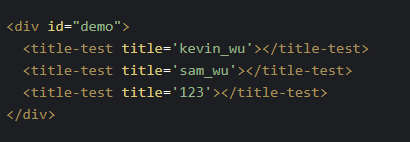 <div id="demo">
  <title-test title='kevin_wu'></title-test>
  <title-test title='sam_wu'></title-test>
  <title-test title='123'></title-test>
</div>